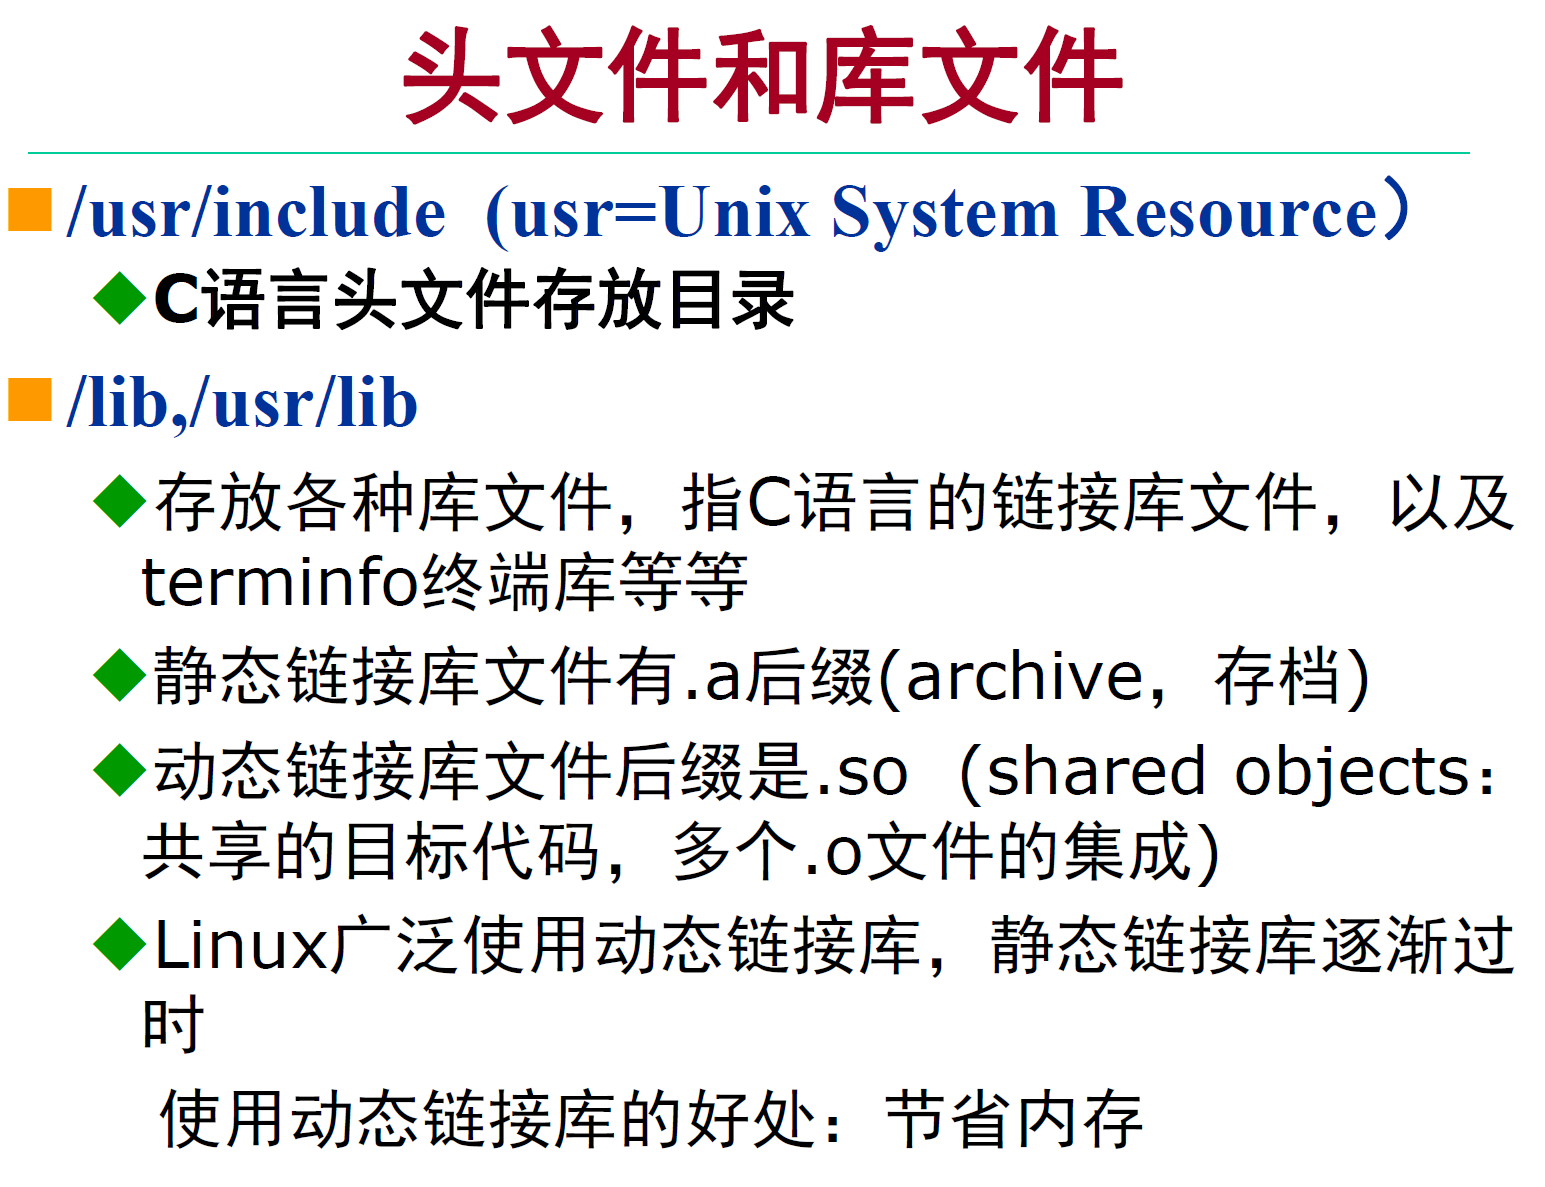 头文件和库文件
/usr/include (usr=Unix System Resource）
C语言头文件存放目录
/lib,/usr/lib
存放各种库文件，指C语言的链接库文件，以及
terminfo终端库等等
静态链接库文件有.a后缀(archive，存档)
动态链接库文件后缀是.so（shared objects：
共享的目标代码，多个.o文件的集成)
Linux广泛使用动态链接库，静态链接库逐渐过
时
使用动态链接库的好处：节省内存